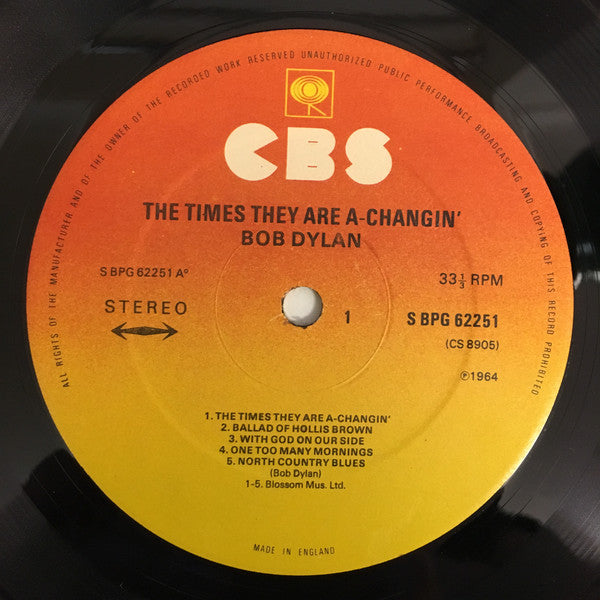 ALL RIGHTS OF THE MANUFACTURER AND OF THE OWNER OF THE RECORDED WORK RESERVED UNAUTHORIZED PUBLIC PERFORMANCE BROADCASTING AND COPYING OF THIS RECORD PROHIBITED
CBS
THE TIMES THEY ARE A-CHANGIN'
BOB DYLAN
S BPG 62251 Aº
33⅓ RPM
STEREO
1
S BPG 62251
(CS 8905)
℗1964
1. THE TIMES THEY ARE A-CHANGIN'
2. BALLAD OF HOLLIS BROWN
3. WITH GOD ON OUR SIDE
4. ONE TOO MANY MORNINGS
5. NORTH COUNTRY BLUES
(Bob Dylan)
1-5. Blossom Mus. Ltd.
MADE IN ENGLAND